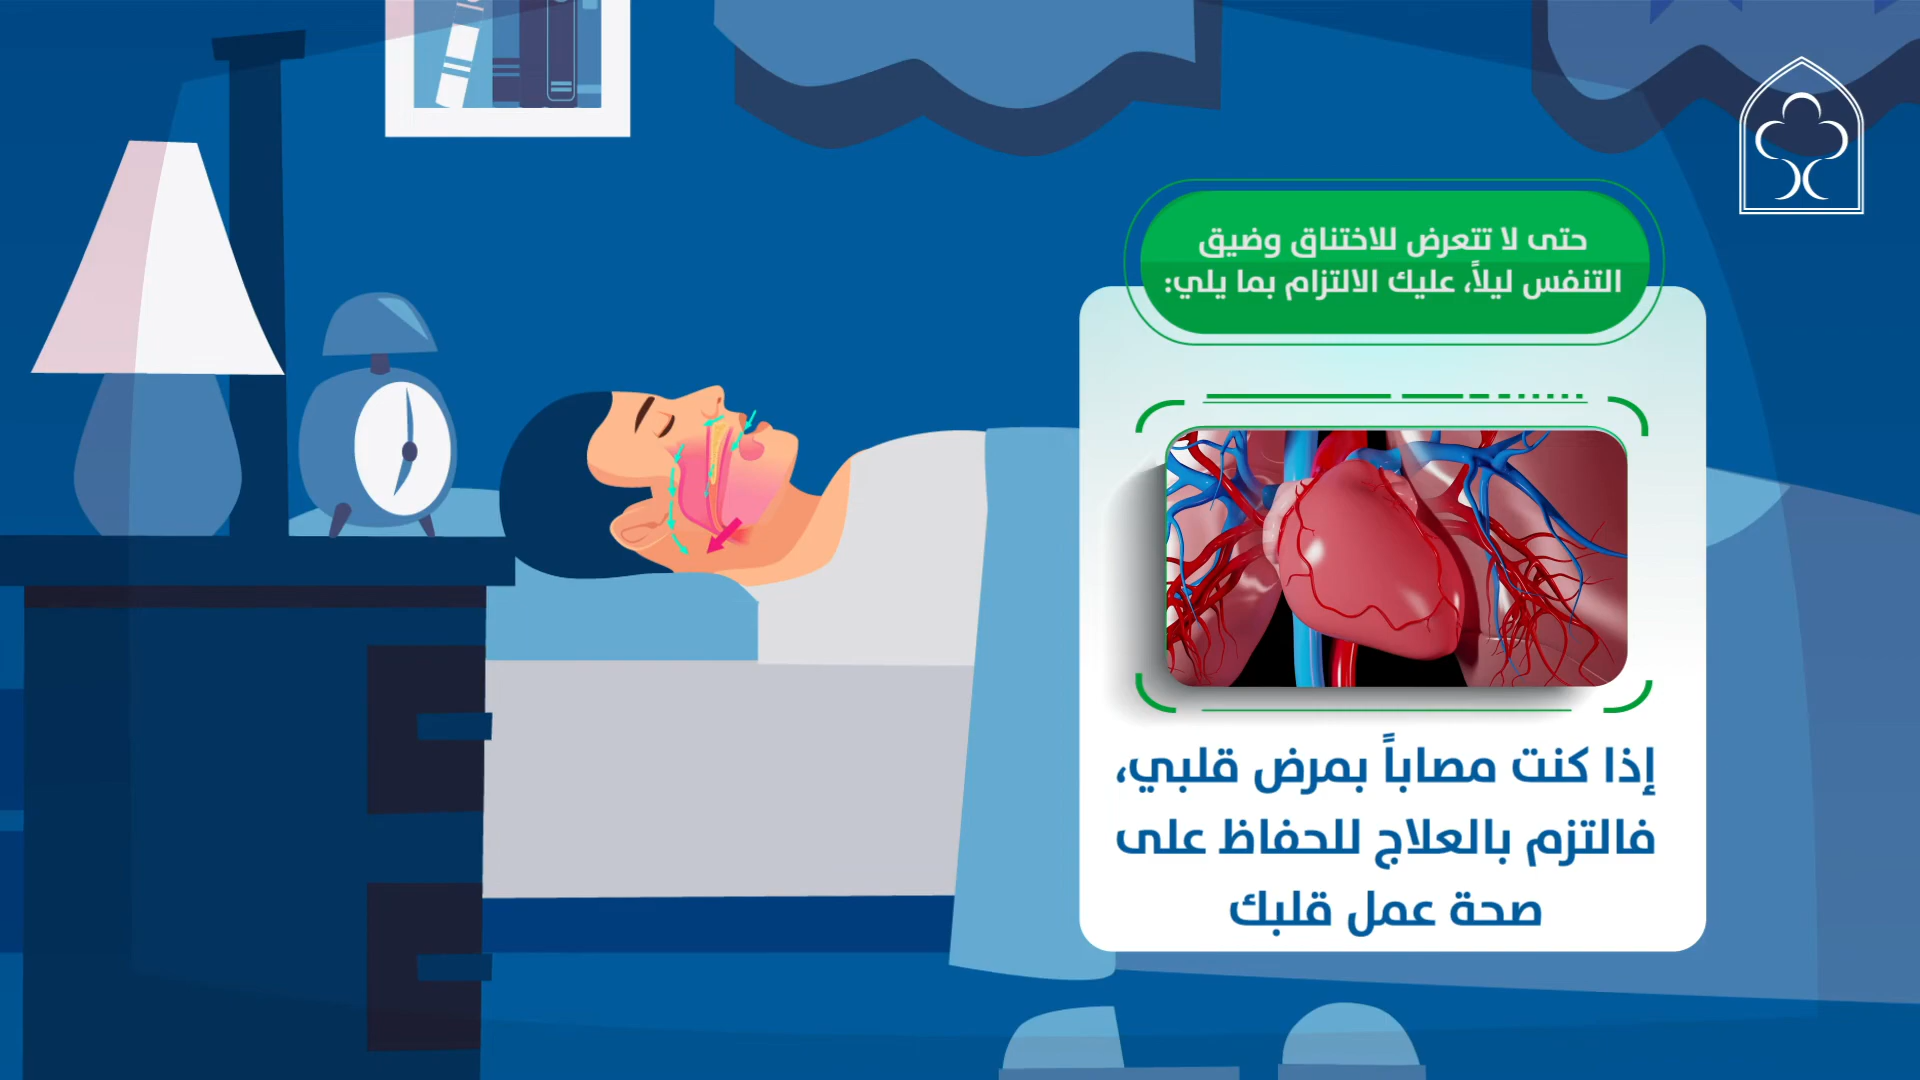 حتى لا تتعرض للاختناق وضيق
التنفس ليلاً، عليك الالتزام بما يلي:
إذا كنت مصاباً بمرض قلبي،
فالتزم بالعلاج للحفاظ على
صحة عمل قلبك